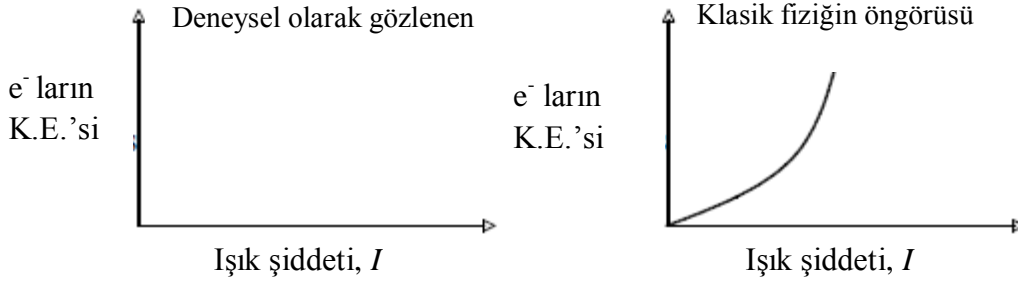 Deneysel olarak gözlenen
e⁻ ların
K.E.’si
Işık şiddeti, I
Klasik fiziğin öngörüsü
e⁻ ların
K.E.’si
Işık şiddeti, I